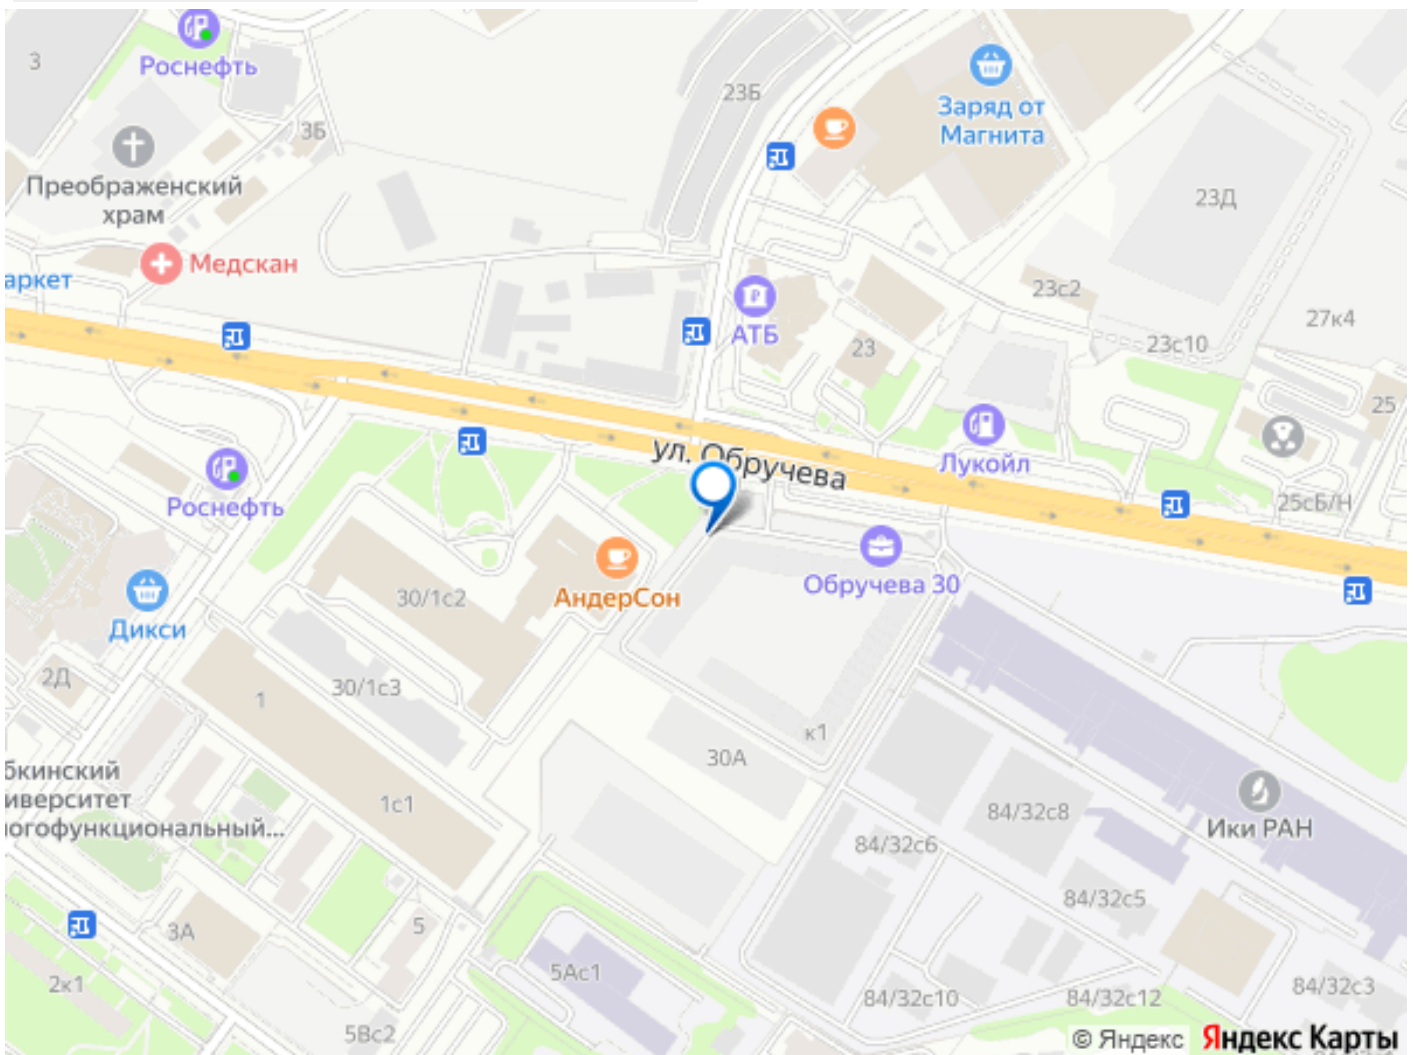 Роснефть
3
23Б
Заряд от
Магнита
3Б
Преображенский
храм
23Д
Медскан
аркет
23с2
27к4
АТБ
23
23с10
25
ул. Обручева
Лукойл
Роснефть
25сБ/Н
Обручева 30
АндерСон
30/1с2
Дикси
2Д
30/1с3
1
к1
30А
бкинский
иверситет
огофункциональный...
1с1
84/32с8
Ики РАН
84/32с6
84/32с5
3А
5
5Ас1
2к1
84/32с10
84/32с12
84/32с3
5Вс2
© Яндекс
Яндекс Карты